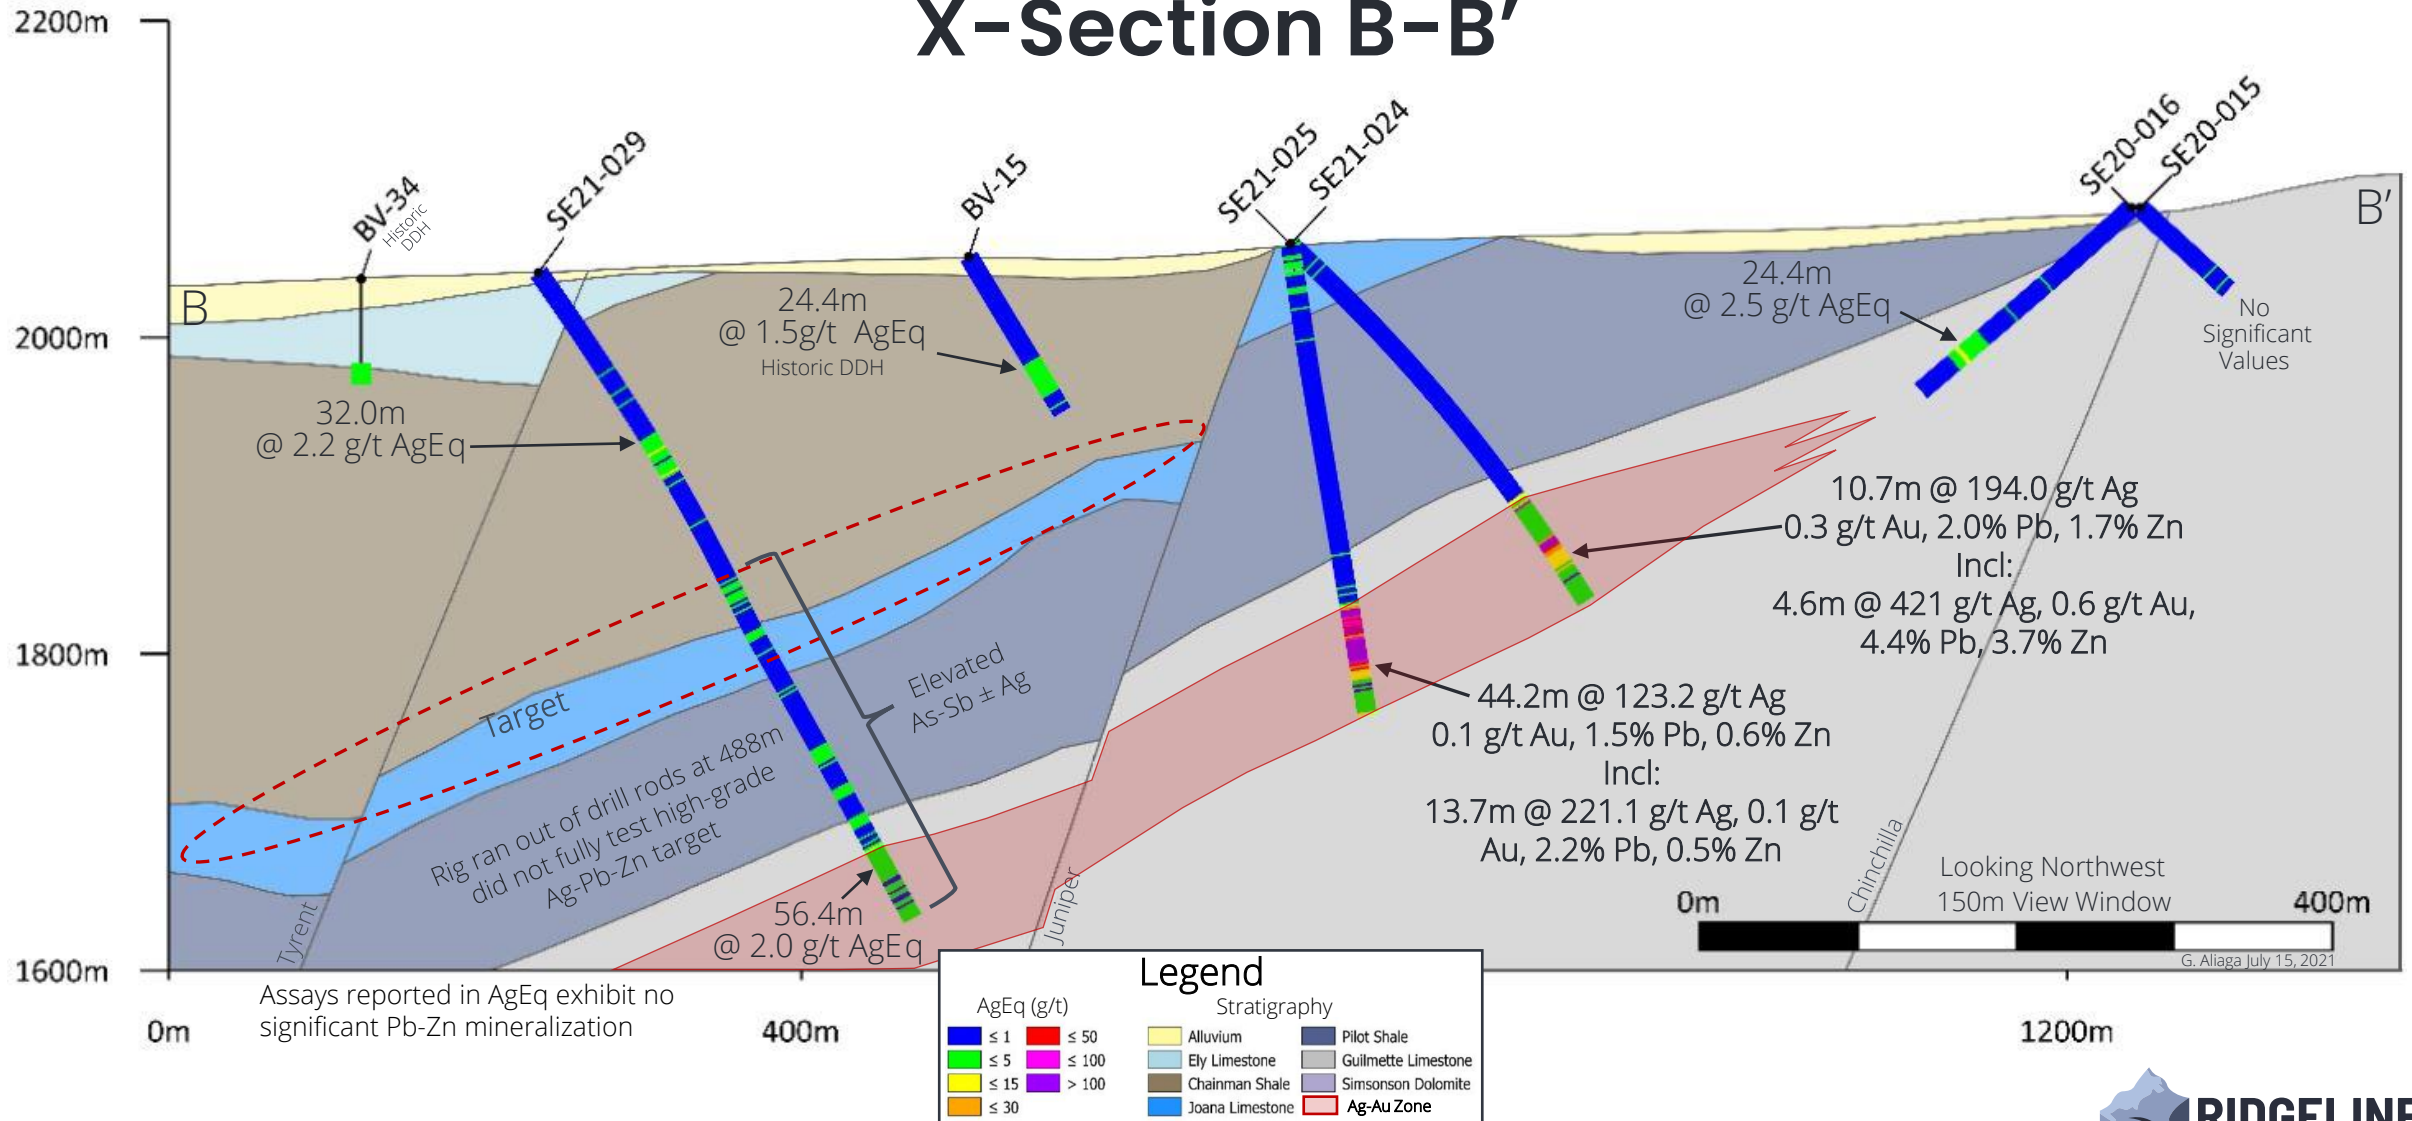 X-Section B-B′
2200m
2000m
1800m
1600m
0m
400m
1200m
B
B′
BV-34
Historic
DDH
SE21-029
BV-15
SE21-025
SE21-024
SE20-016
SE20-015
24.4m
@ 1.5g/t AgEq
Historic DDH
32.0m
@ 2.2 g/t AgEq
24.4m
@ 2.5 g/t AgEq
No
Significant
Values
10.7m @ 194.0 g/t Ag
0.3 g/t Au, 2.0% Pb, 1.7% Zn
Incl:
4.6m @ 421 g/t Ag, 0.6 g/t Au,
4.4% Pb, 3.7% Zn
44.2m @ 123.2 g/t Ag
0.1 g/t Au, 1.5% Pb, 0.6% Zn
Incl:
13.7m @ 221.1 g/t Ag, 0.1 g/t
Au, 2.2% Pb, 0.5% Zn
Target
Elevated
As-Sb ± Ag
Rig ran out of drill rods at 488m
did not fully test high-grade
Ag-Pb-Zn target
56.4m
@ 2.0 g/t AgEq
Tyrent
Juniper
Chinchilla
Looking Northwest
150m View Window
0m
400m
G. Aliaga July 15, 2021
Assays reported in AgEq exhibit no
significant Pb-Zn mineralization
Legend
AgEq (g/t)
≤ 1
≤ 5
≤ 15
≤ 30
≤ 50
≤ 100
> 100
Stratigraphy
Alluvium
Ely Limestone
Chainman Shale
Joana Limestone
Pilot Shale
Guilmette Limestone
Simsonson Dolomite
Ag-Au Zone
RIDGELINE